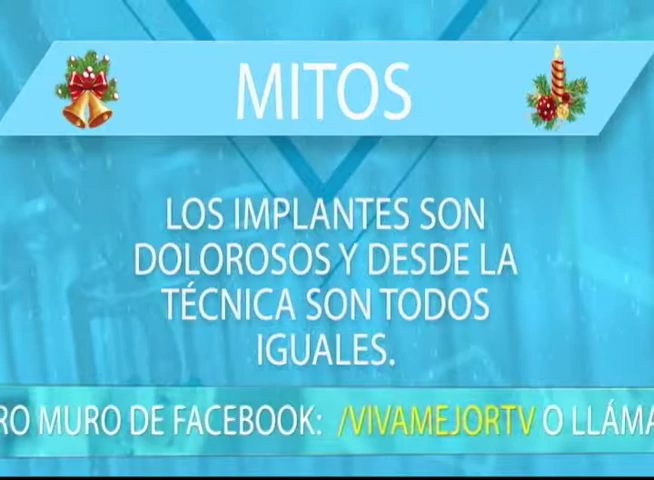 MITOS
LOS IMPLANTES SON
DOLOROSOS Y DESDE LA
TÉCNICA SON TODOS
IGUALES.
RO MURO DE FACEBOOK: /VIVAMEJORTV O LLÁMA